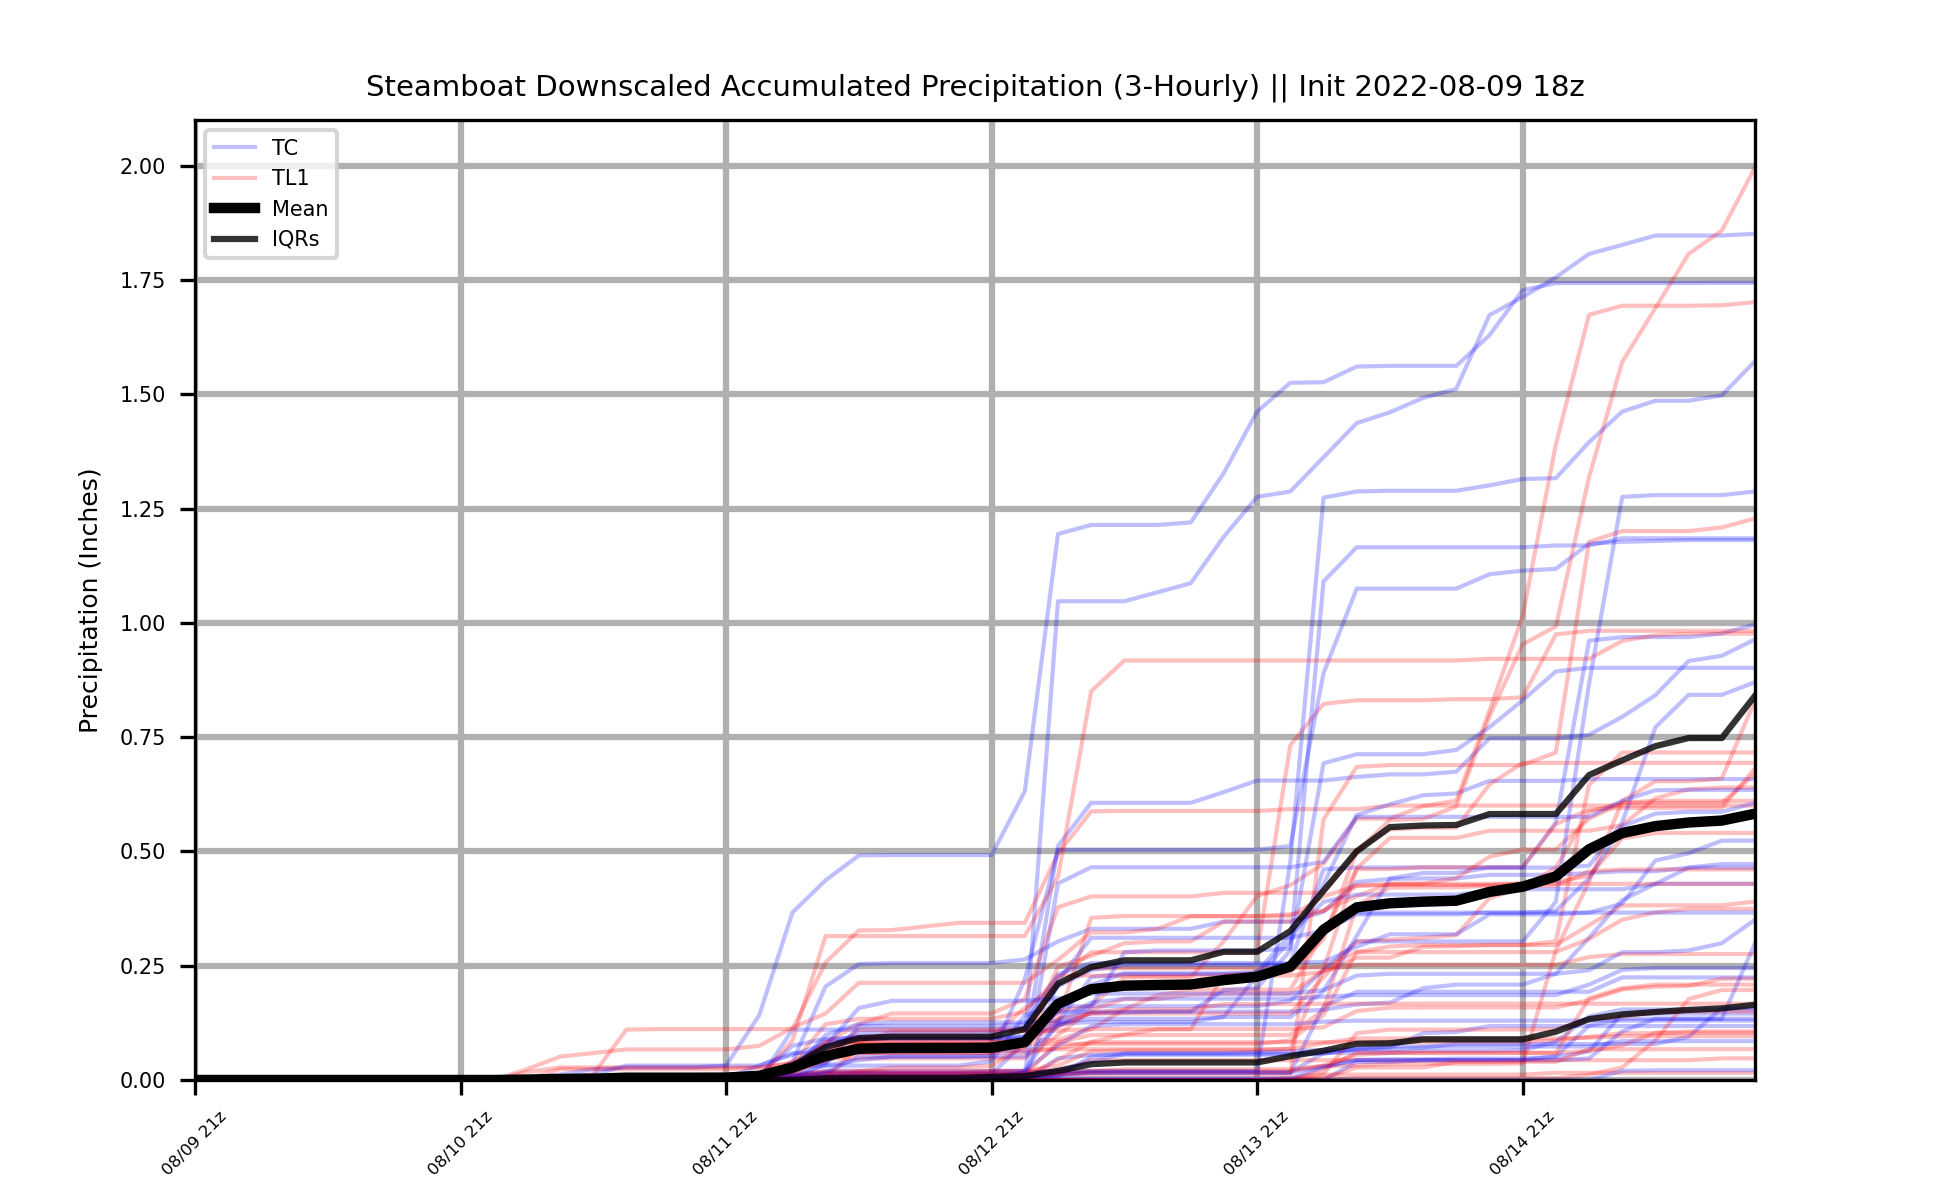 Steamboat Downscaled Accumulated Precipitation (3-Hourly) || Init 2022-08-09 18z
TC
TL1
Mean
IQRs
Precipitation (Inches)
2.00
1.75
1.50
1.25
1.00
0.75
0.50
0.25
0.00
08/09 21z
08/10 21z
08/11 21z
08/12 21z
08/13 21z
08/14 21z